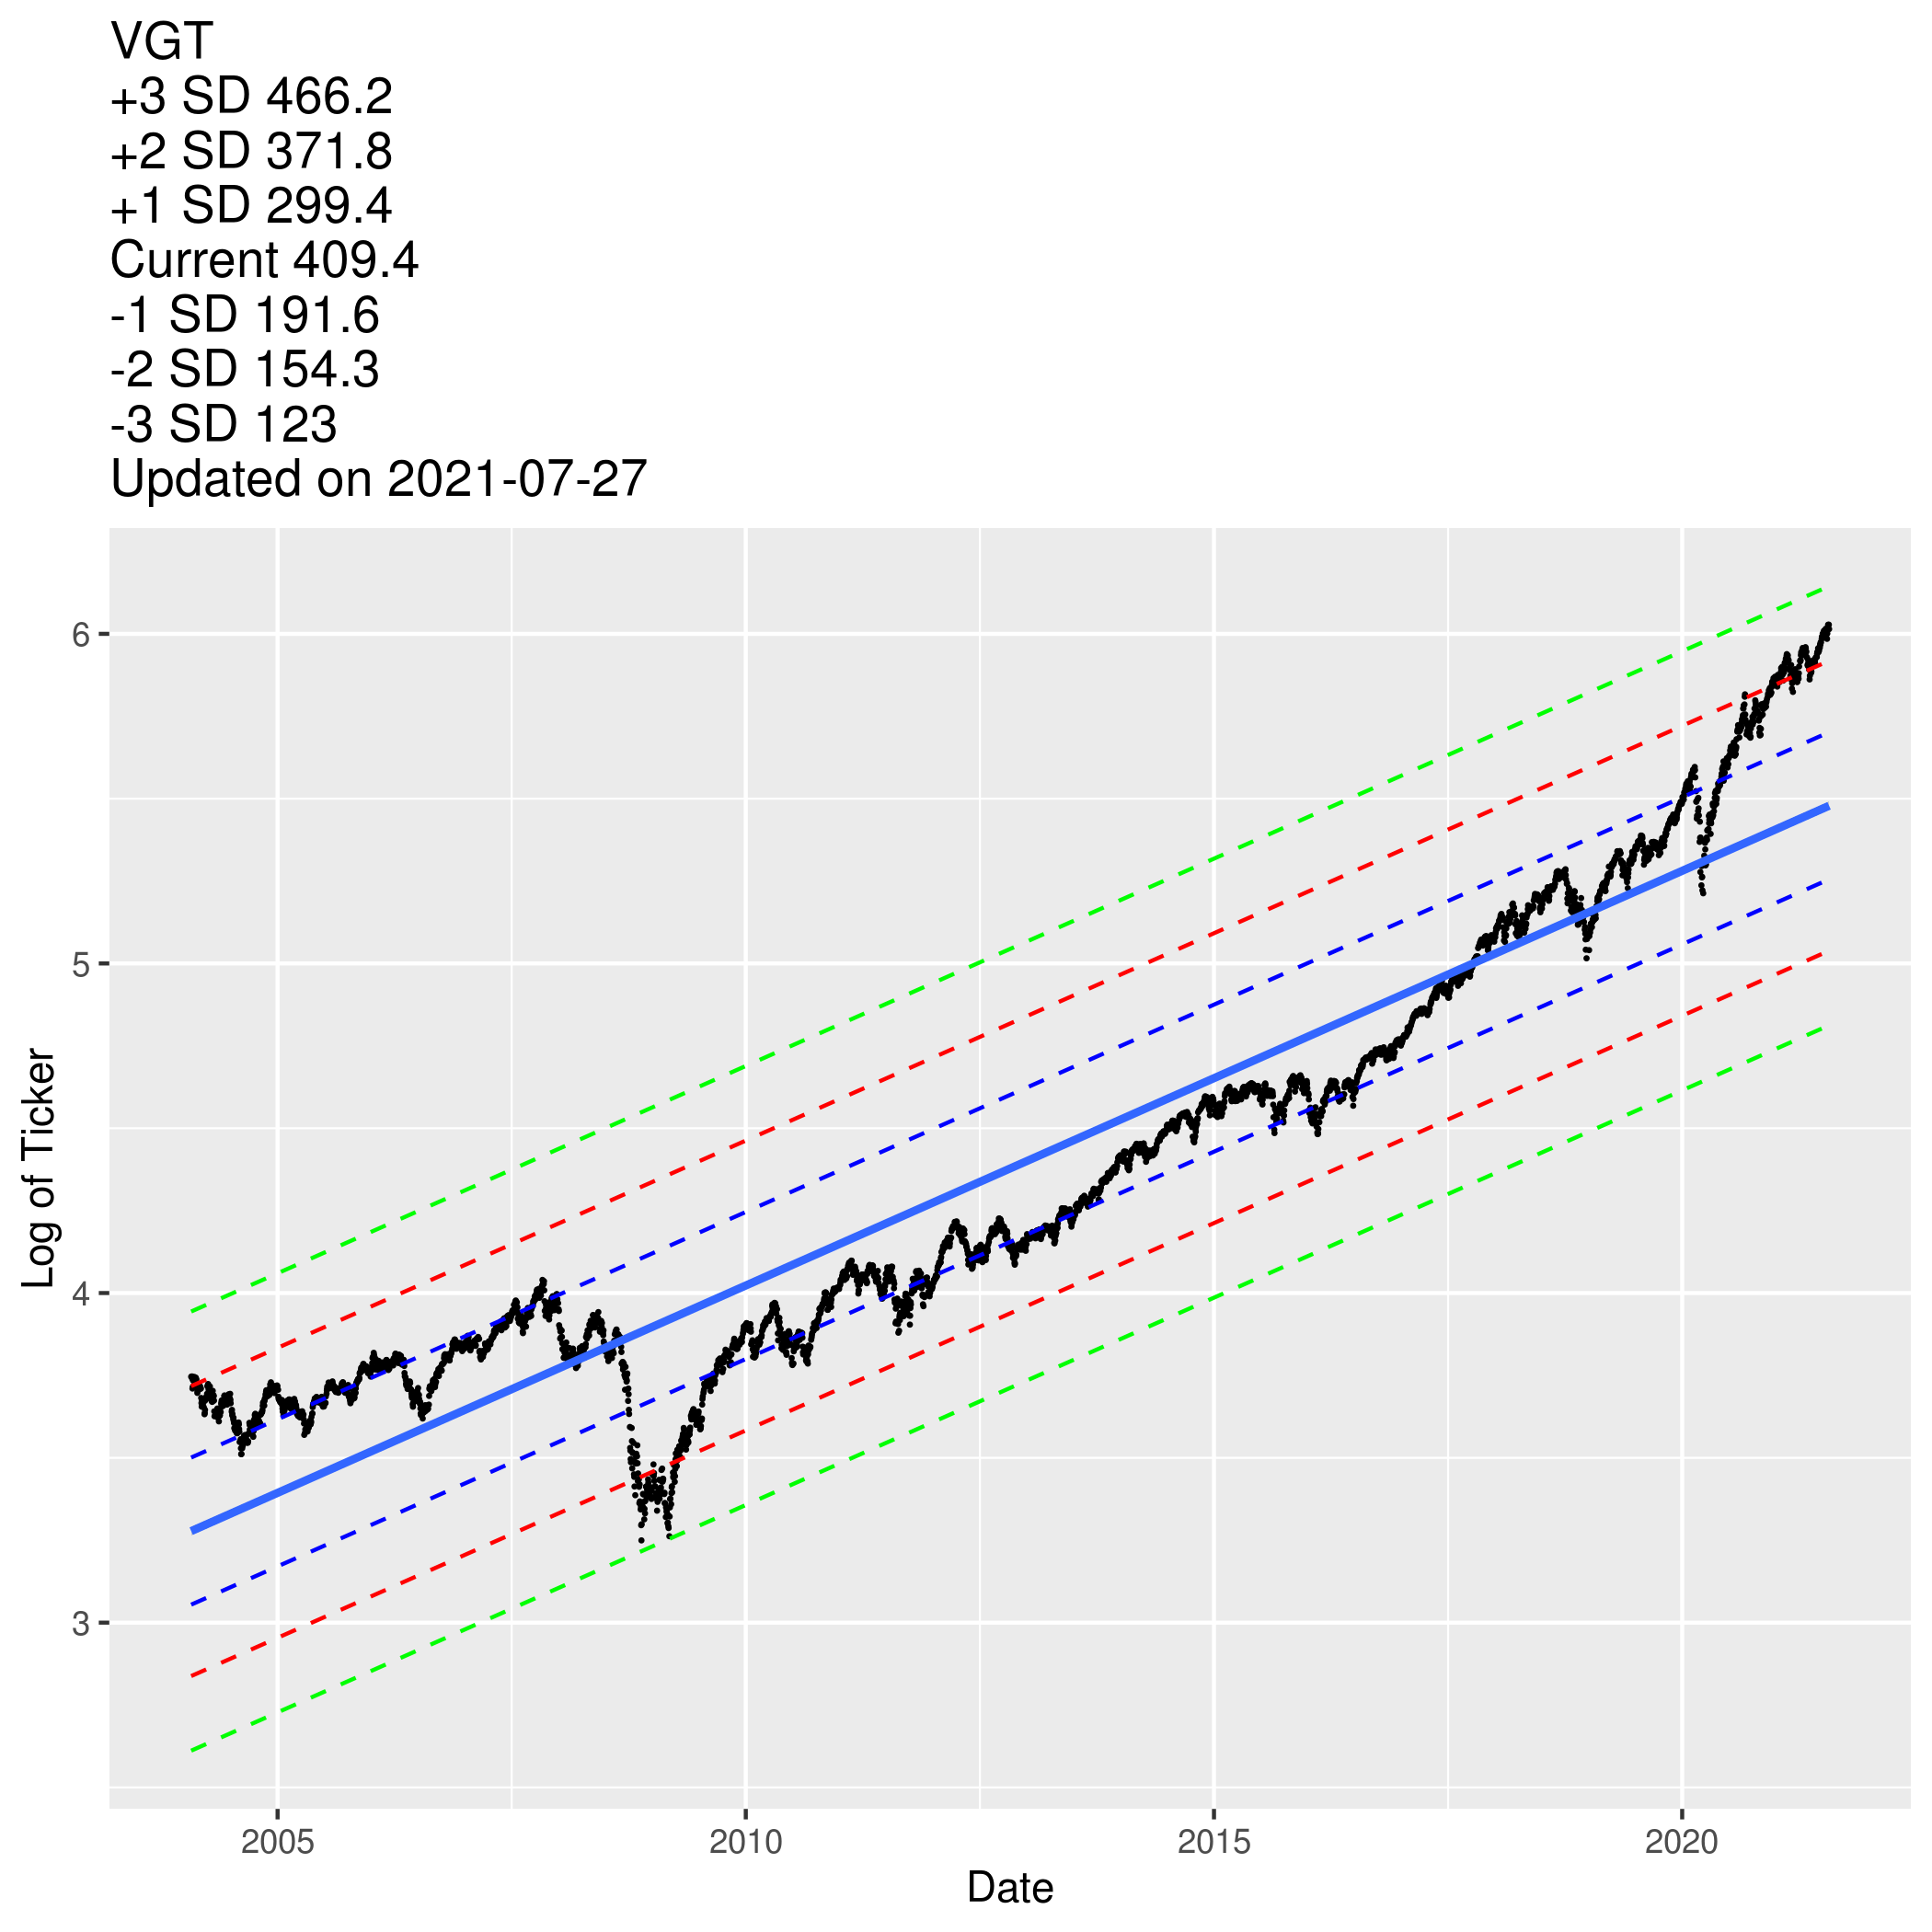 VGT
+3 SD 466.2
+2 SD 371.8
+1 SD 299.4
Current 409.4
-1 SD 191.6
-2 SD 154.3
-3 SD 123
Updated on 2021-07-27
6
5
4
3
Log of Ticker
2005 2010 2015 2020
Date